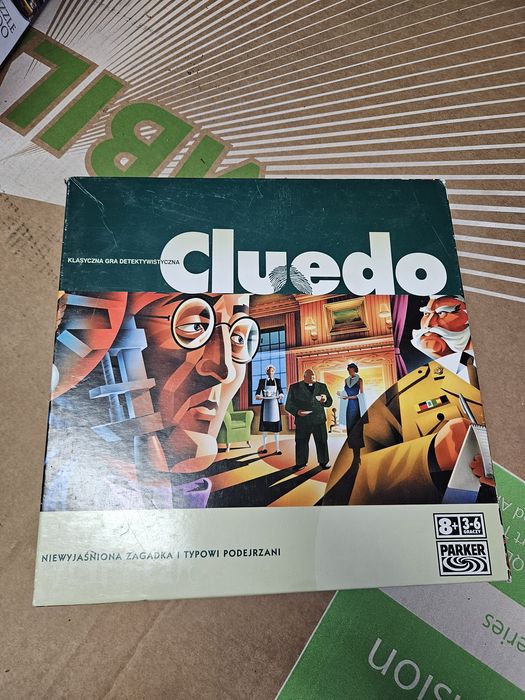 KLASYCZNA GRA DETEKTYWISTYCZNA
Cluedo
NIEWYJAŚNIONA ZAGADKA I TYPOWI PODEJRZANI
8+
3-6
GRACZY
PARKER